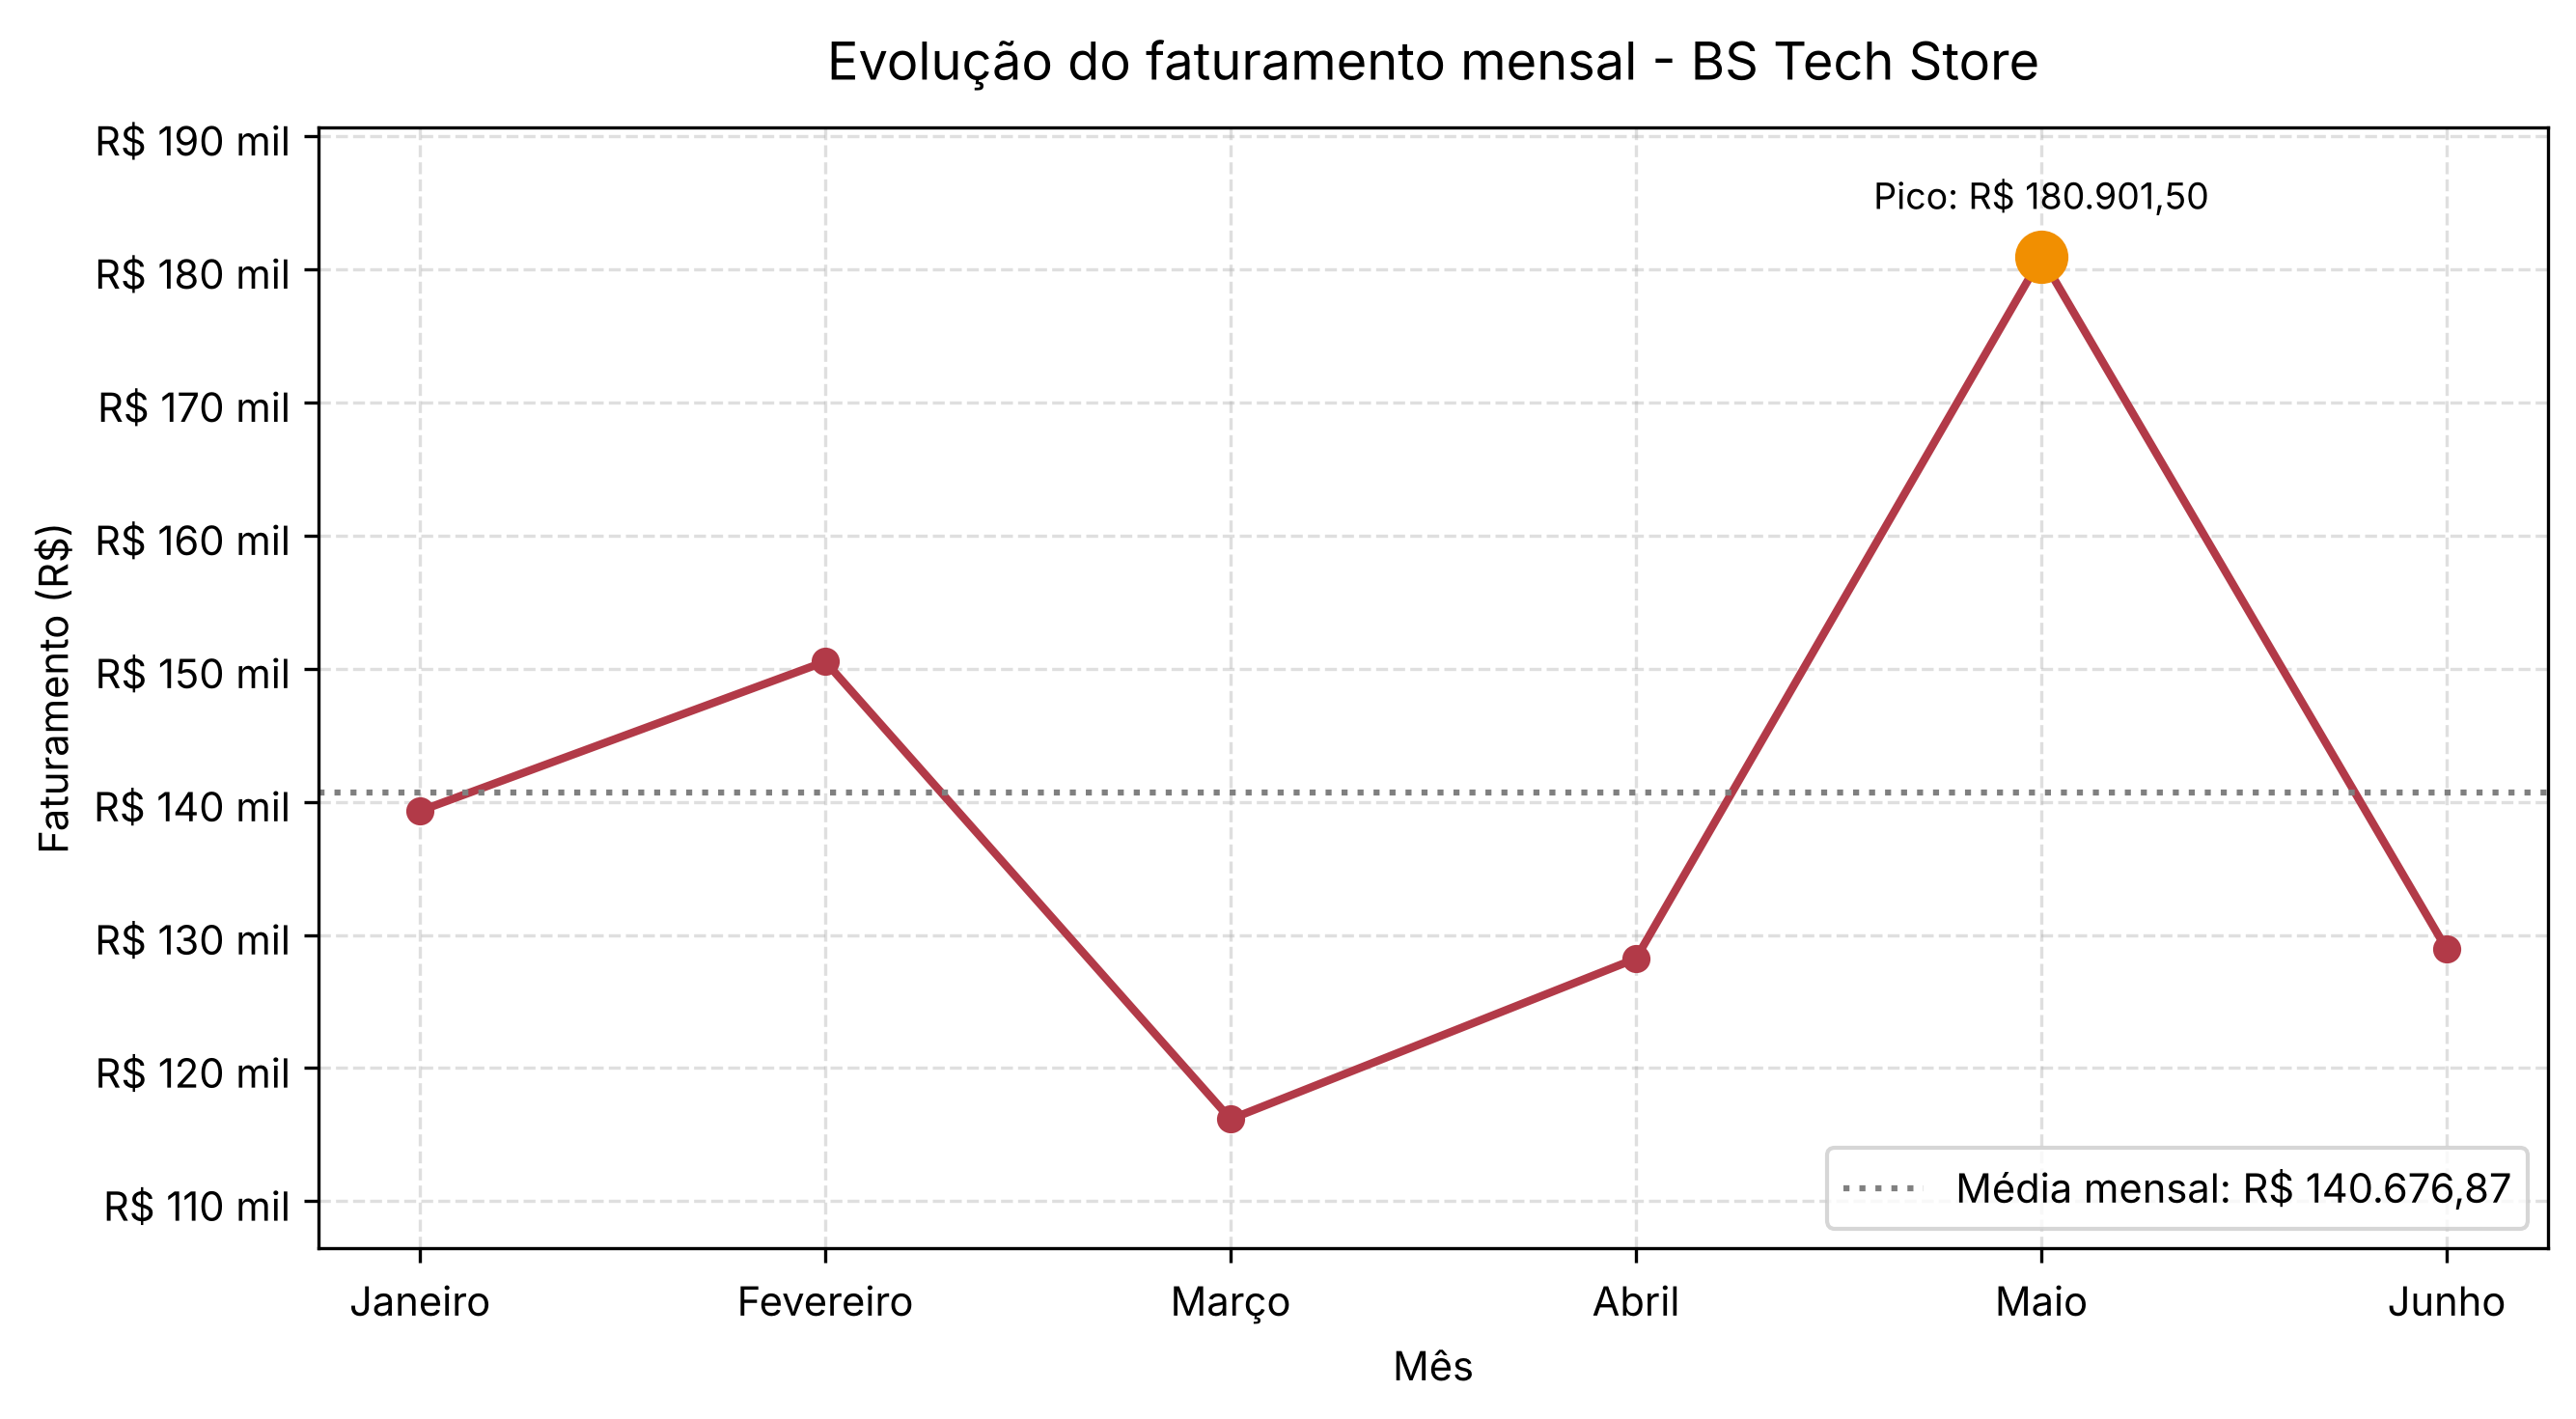 Evolução do faturamento mensal - BS Tech Store
R$ 190 mil
R$ 180 mil
R$ 170 mil
R$ 160 mil
R$ 150 mil
R$ 140 mil
R$ 130 mil
R$ 120 mil
R$ 110 mil
Faturamento (R$)
Pico: R$ 180.901,50
Média mensal: R$ 140.676,87
Janeiro
Fevereiro
Março
Abril
Maio
Junho
Mês